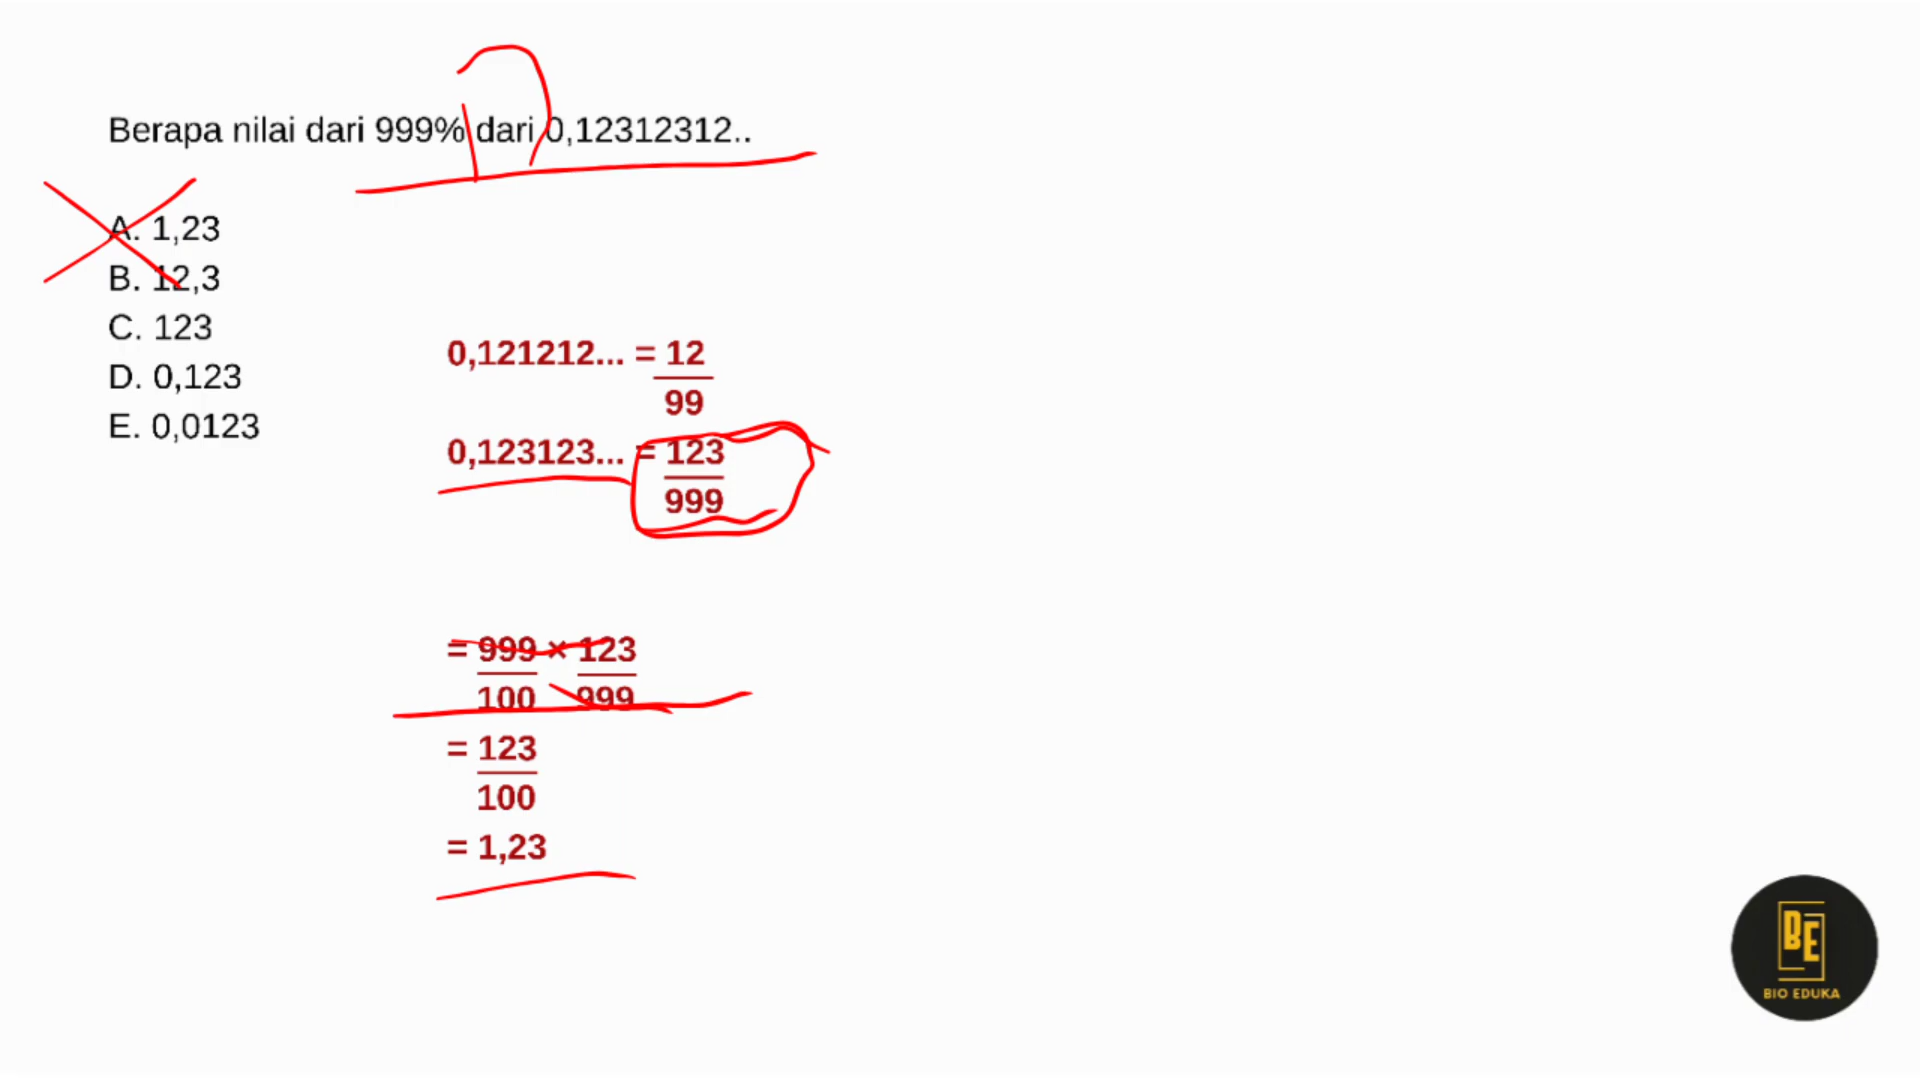 Berapa nilai dari 999% dari 0,12312312..
A. 1,23
B. 12,3
C. 123
D. 0,123
E. 0,0123
0,121212... = 12
99
0,123123... = 123
999
= 999 × 123
100 999
= 123
100
= 1,23
BE
BIO EDUKA